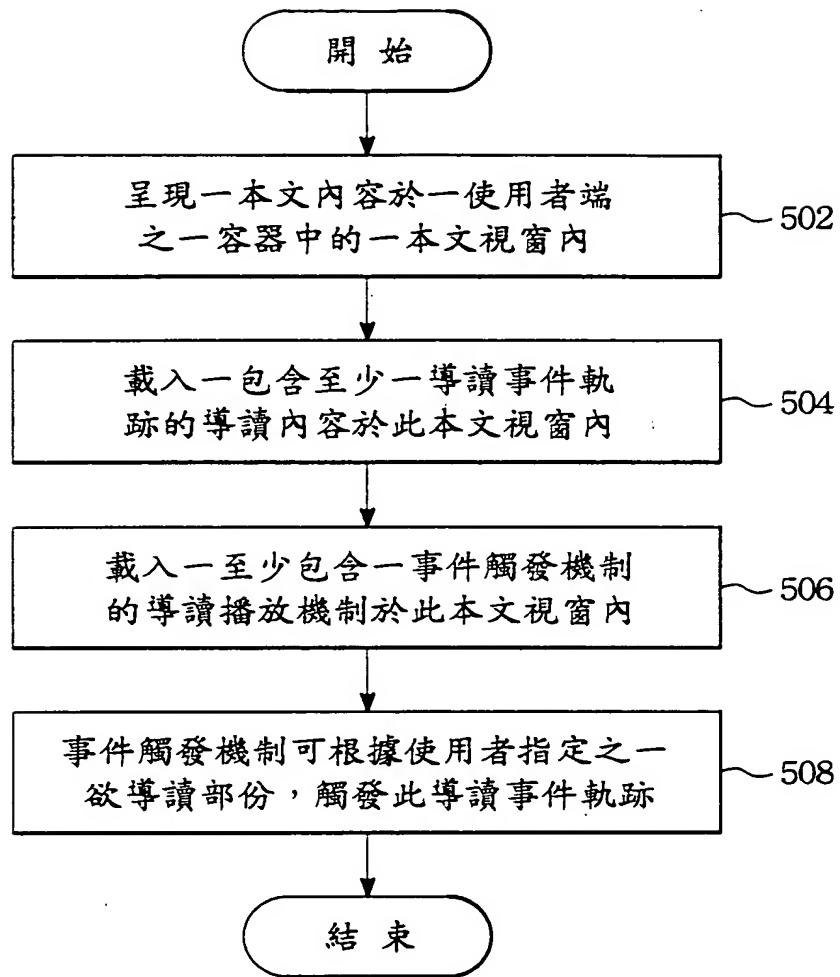 開始
呈現一本文內容於一使用者端
之一容器中的一本文視窗內
502
載入一包含至少一導讀事件軌
跡的導讀內容於此本文視窗內
504
載入一至少包含一事件觸發機制
的導讀播放機制於此本文視窗內
506
事件觸發機制可根據使用者指定之一
欲導讀部份，觸發此導讀事件軌跡
508
結束